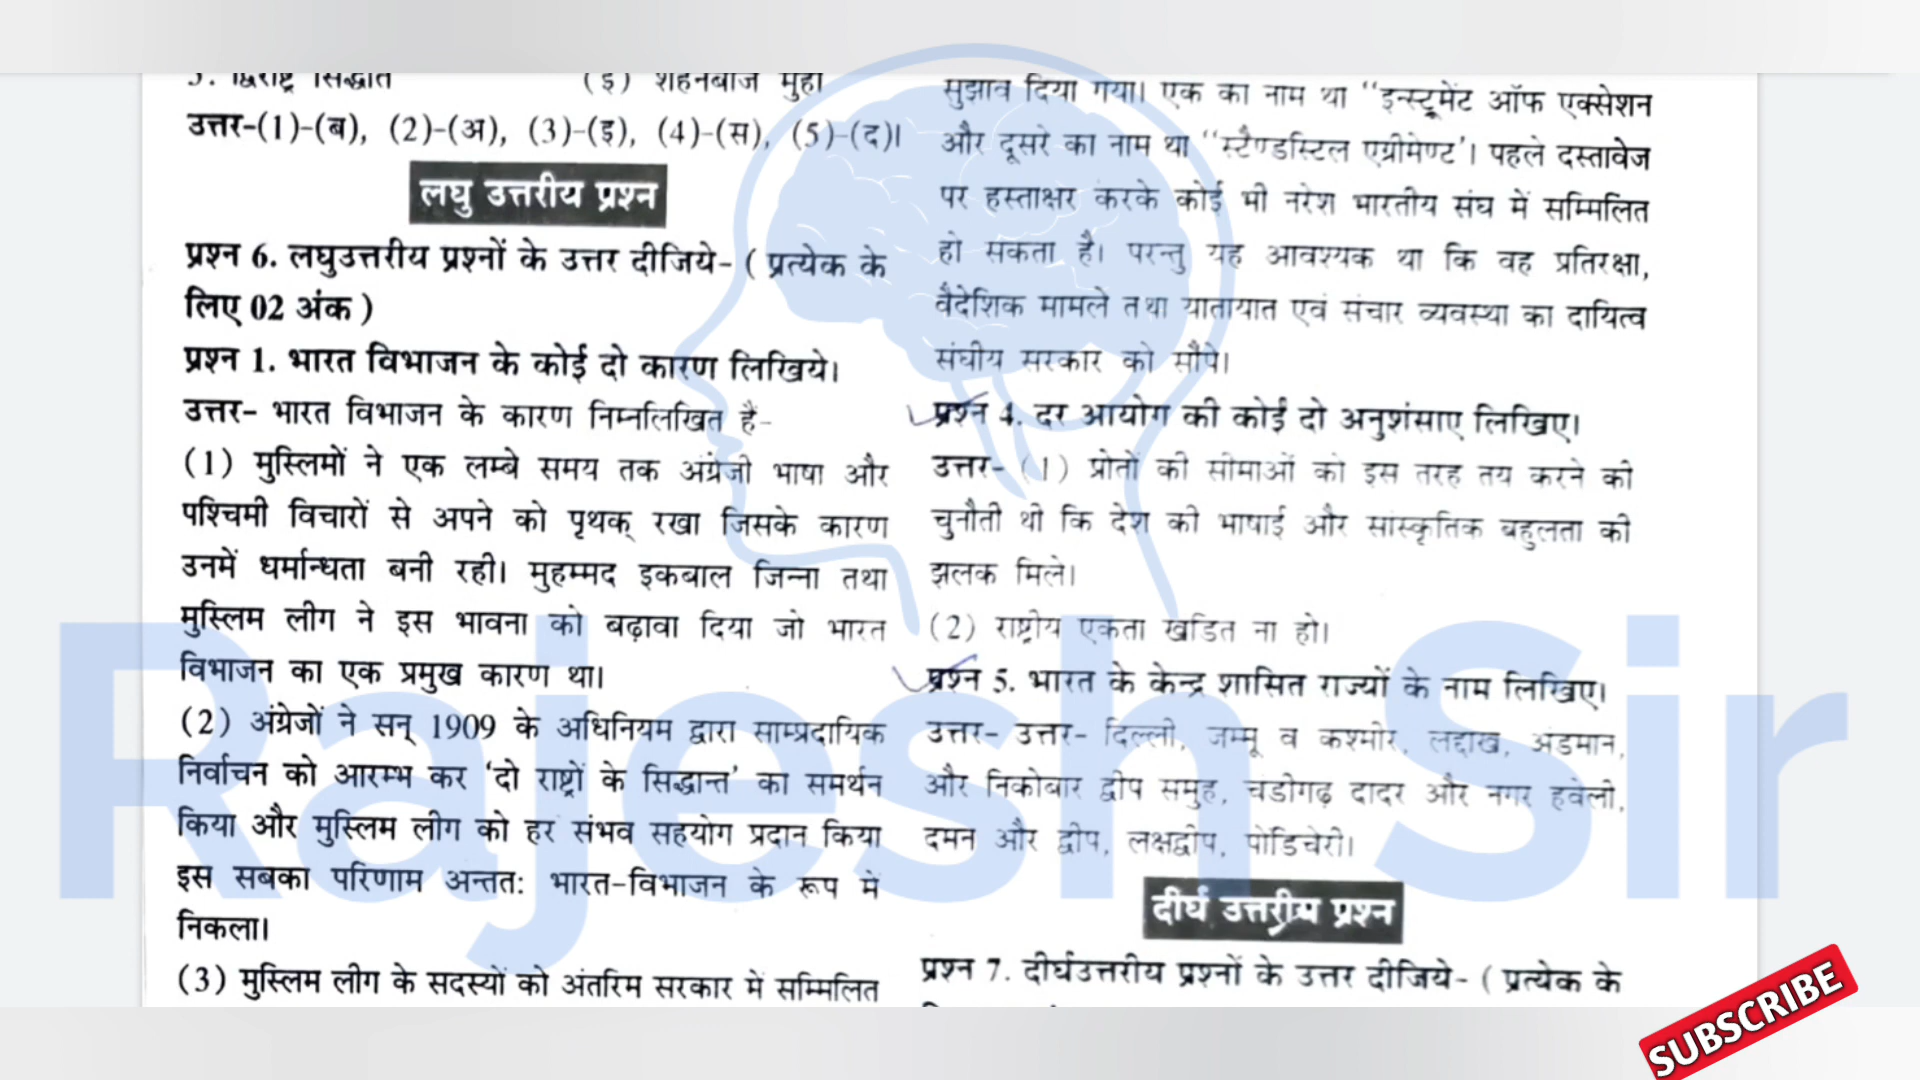 5. द्विराष्ट्र सिद्धांत (इ) शहनबाज मुहा
उत्तर-(1)-(ब), (2)-(अ), (3)-(इ), (4)-(स), (5)-(द)।
लघु उत्तरीय प्रश्न
प्रश्न 6. लघुउत्तरीय प्रश्नों के उत्तर दीजिये- ( प्रत्येक के
लिए 02 अंक )
प्रश्न 1. भारत विभाजन के कोई दो कारण लिखिये।
उत्तर- भारत विभाजन के कारण निम्नलिखित हैं-
(1) मुस्लिमों ने एक लम्बे समय तक अंग्रेजी भाषा और
पश्चिमी विचारों से अपने को पृथक् रखा जिसके कारण
उनमें धर्मान्धता बनी रही। मुहम्मद इकबाल जिन्ना तथा
मुस्लिम लीग ने इस भावना को बढ़ावा दिया जो भारत
विभाजन का एक प्रमुख कारण था।
(2) अंग्रेजों ने सन् 1909 के अधिनियम द्वारा साम्प्रदायिक
निर्वाचन को आरम्भ कर ‘दो राष्ट्रों के सिद्धान्त’ का समर्थन
किया और मुस्लिम लीग को हर संभव सहयोग प्रदान किया
इस सबका परिणाम अन्तत: भारत-विभाजन के रूप में
निकला।
(3) मुस्लिम लीग के सदस्यों को अंतरिम सरकार में सम्मिलित
सुझाव दिया गया। एक का नाम था ‘‘इन्स्ट्रूमेंट ऑफ एक्सेशन
और दूसरे का नाम था ‘‘स्टैण्डस्टिल एग्रीमेण्ट’। पहले दस्तावेज
पर हस्ताक्षर करके कोई भी नरेश भारतीय संघ में सम्मिलित
हो सकता है। परन्तु यह आवश्यक था कि वह प्रतिरक्षा,
वैदेशिक मामले तथा यातायात एवं संचार व्यवस्था का दायित्व
संघीय सरकार को सौंपे।
प्रश्न 4. दर आयोग की कोई दो अनुशंसाए लिखिए।
उत्तर- (1) प्रांतों की सीमाओं को इस तरह तय करने की
चुनौती थी कि देश की भाषाई और सांस्कृतिक बहुलता की
झलक मिले।
(2) राष्ट्रीय एकता खंडित ना हो।
प्रश्न 5. भारत के केन्द्र शासित राज्यों के नाम लिखिए।
उत्तर- उत्तर- दिल्ली, जम्मू व कश्मीर, लद्दाख, अंडमान,
और निकोबार द्वीप समुह, चंडीगढ़ दादर और नगर हवेली,
दमन और द्वीप, लक्षद्वीप, पांडिचेरी।
दीर्घ उत्तरीय प्रश्न
प्रश्न 7. दीर्घउत्तरीय प्रश्नों के उत्तर दीजिये- ( प्रत्येक के
Rajesh Sir
SUBSCRIBE